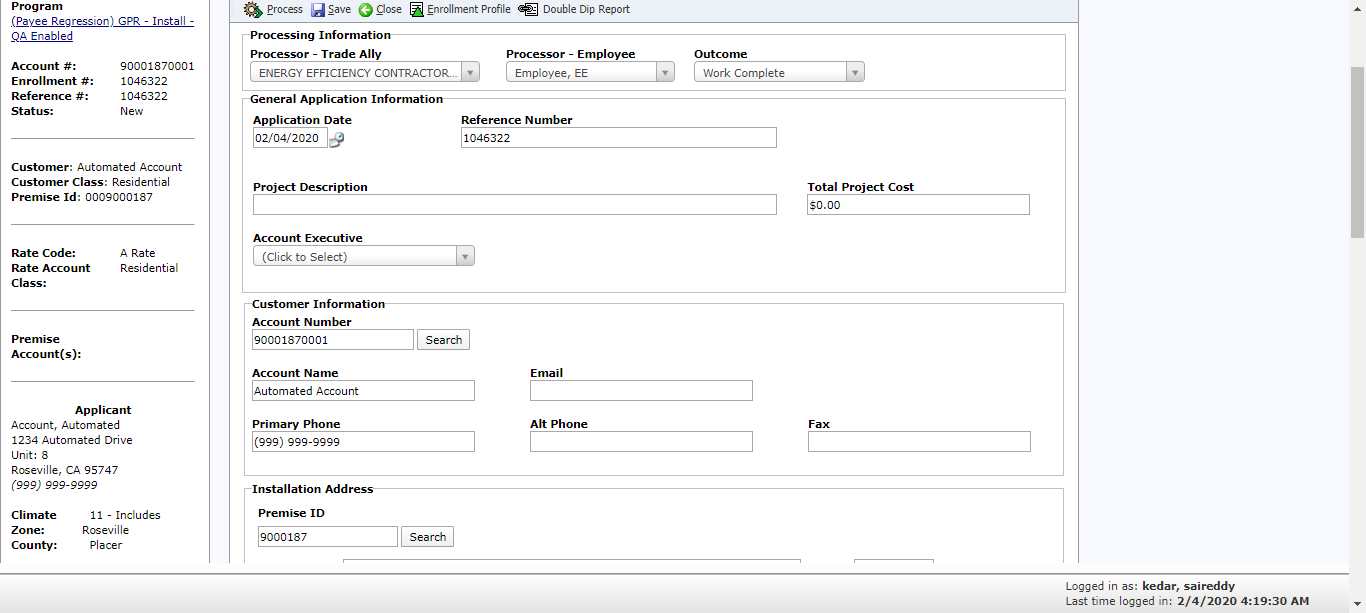 Program
(Payee Regression) GPR - Install -
QA Enabled
Account #: 90001870001
Enrollment #: 1046322
Reference #: 1046322
Status: New
Customer: Automated Account
Customer Class: Residential
Premise Id: 0009000187
Rate Code: A Rate
Rate Account Residential
Class:
Premise
Account(s):
Applicant
Account, Automated
1234 Automated Drive
Unit: 8
Roseville, CA 95747
(999) 999-9999
Climate 11 - Includes
Zone: Roseville
County: Placer
Process Save Close Enrollment Profile Double Dip Report
Processing Information
Processor - Trade Ally Processor - Employee Outcome
ENERGY EFFICIENCY CONTRACTOR... Employee, EE Work Complete
General Application Information
Application Date Reference Number
02/04/2020 1046322
Project Description Total Project Cost
$0.00
Account Executive
(Click to Select)
Customer Information
Account Number
90001870001 Search
Account Name Email
Automated Account
Primary Phone Alt Phone Fax
(999) 999-9999
Installation Address
Premise ID
9000187 Search
Logged in as: kedar, saireddy
Last time logged in: 2/4/2020 4:19:30 AM